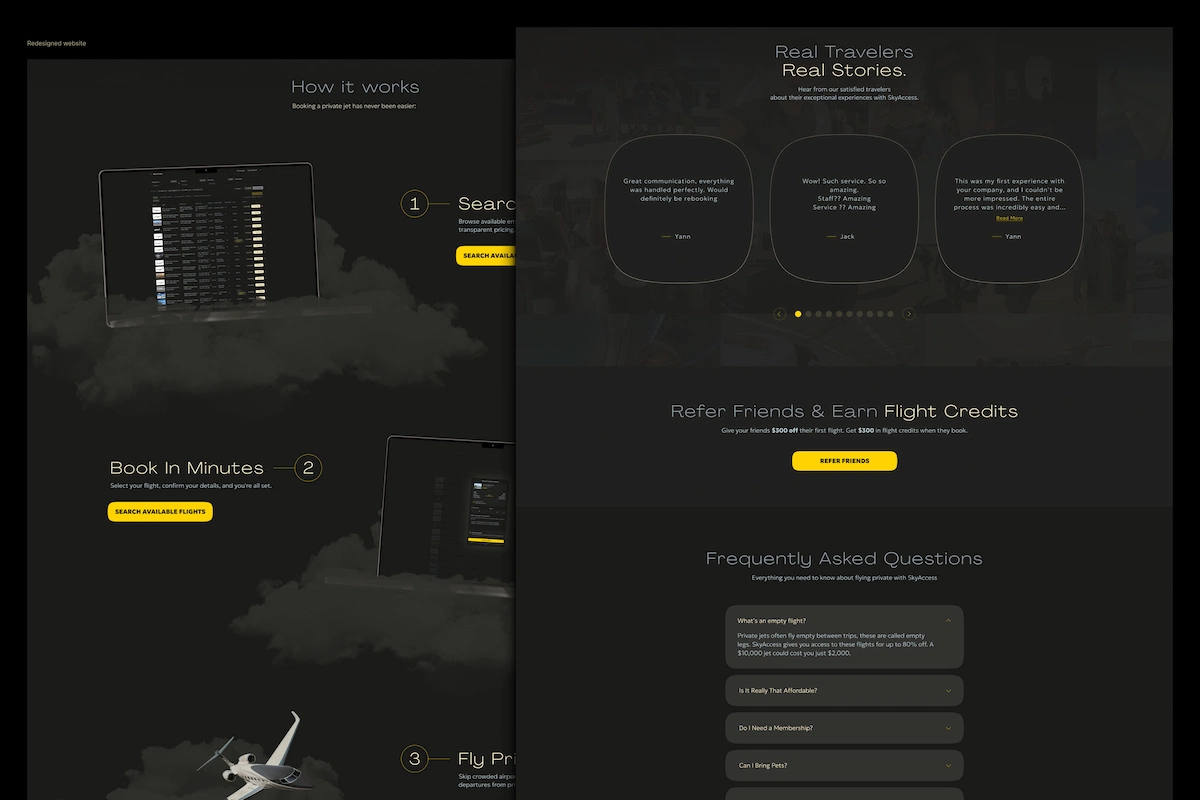 Redesigned website
How it works
Booking a private jet has never been easier:
1
Searc
Browse available em
transparent pricing
SEARCH AVAILA
Book In Minutes
2
Select your flight, confirm your details, and you're all set.
SEARCH AVAILABLE FLIGHTS
3
Fly Pri
Skip crowded airpo
departures from pr
Real Travelers
Real Stories.
Hear from our satisfied travelers
about their exceptional experiences with SkyAccess.
Great communication, everything
was handled perfectly. Would
definitely be rebooking
Yann
Wow! Such service. So so
amazing.
Staff?? Amazing
Service ?? Amazing
Jack
This was my first experience with
your company, and I couldn't be
more impressed. The entire
process was incredibly easy and...
Read More
Yann
Refer Friends & Earn Flight Credits
Give your friends $300 off their first flight. Get $300 in flight credits when they book.
REFER FRIENDS
Frequently Asked Questions
Everything you need to know about flying private with SkyAccess
What's an empty flight?
Private jets often fly empty between trips, these are called empty
legs. SkyAccess gives you access to these flights for up to 80% off. A
$10,000 jet could cost you just $2,000.
Is It Really That Affordable?
Do I Need a Membership?
Can I Bring Pets?